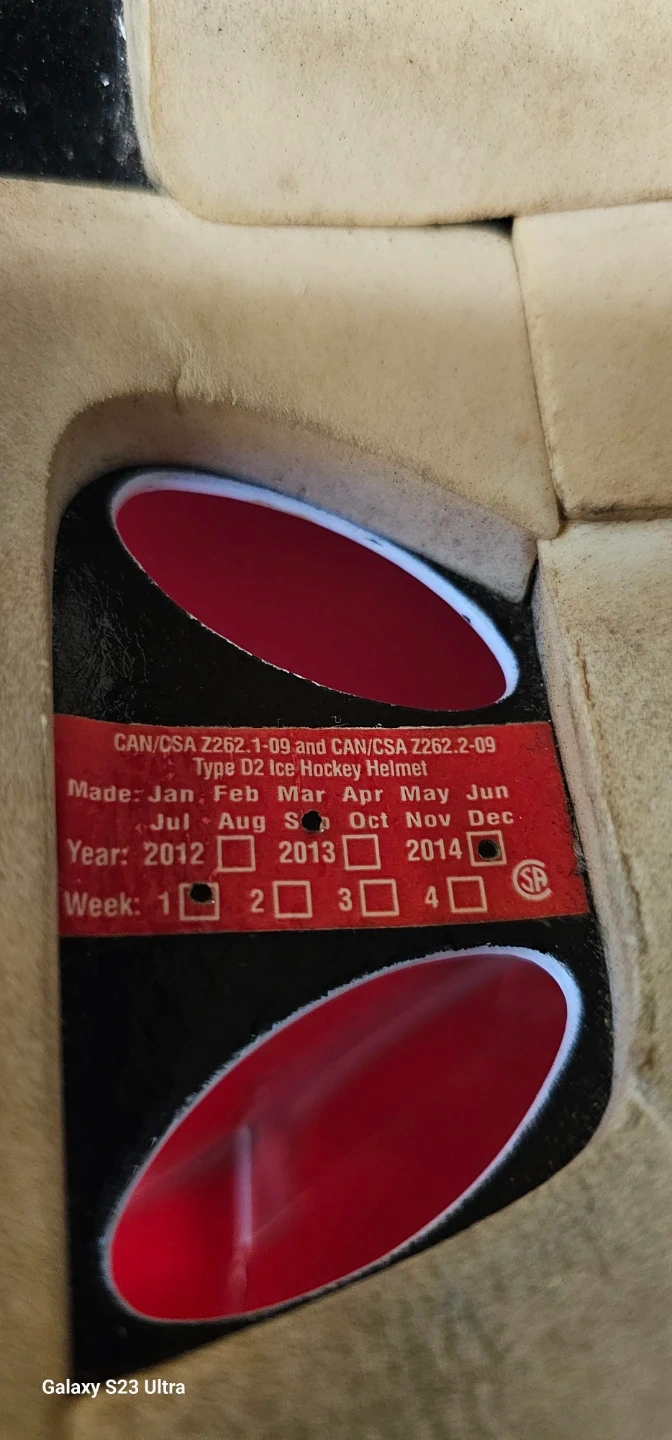 CAN/CSA Z262.1-09 and CAN/CSA Z262.2-09
Type D2 Ice Hockey Helmet
Made: Jan Feb Mar Apr May Jun
Jul Aug Sep Oct Nov Dec
Year: 2012 2013 2014
Week: 1 2 3 4
SA
Galaxy S23 Ultra